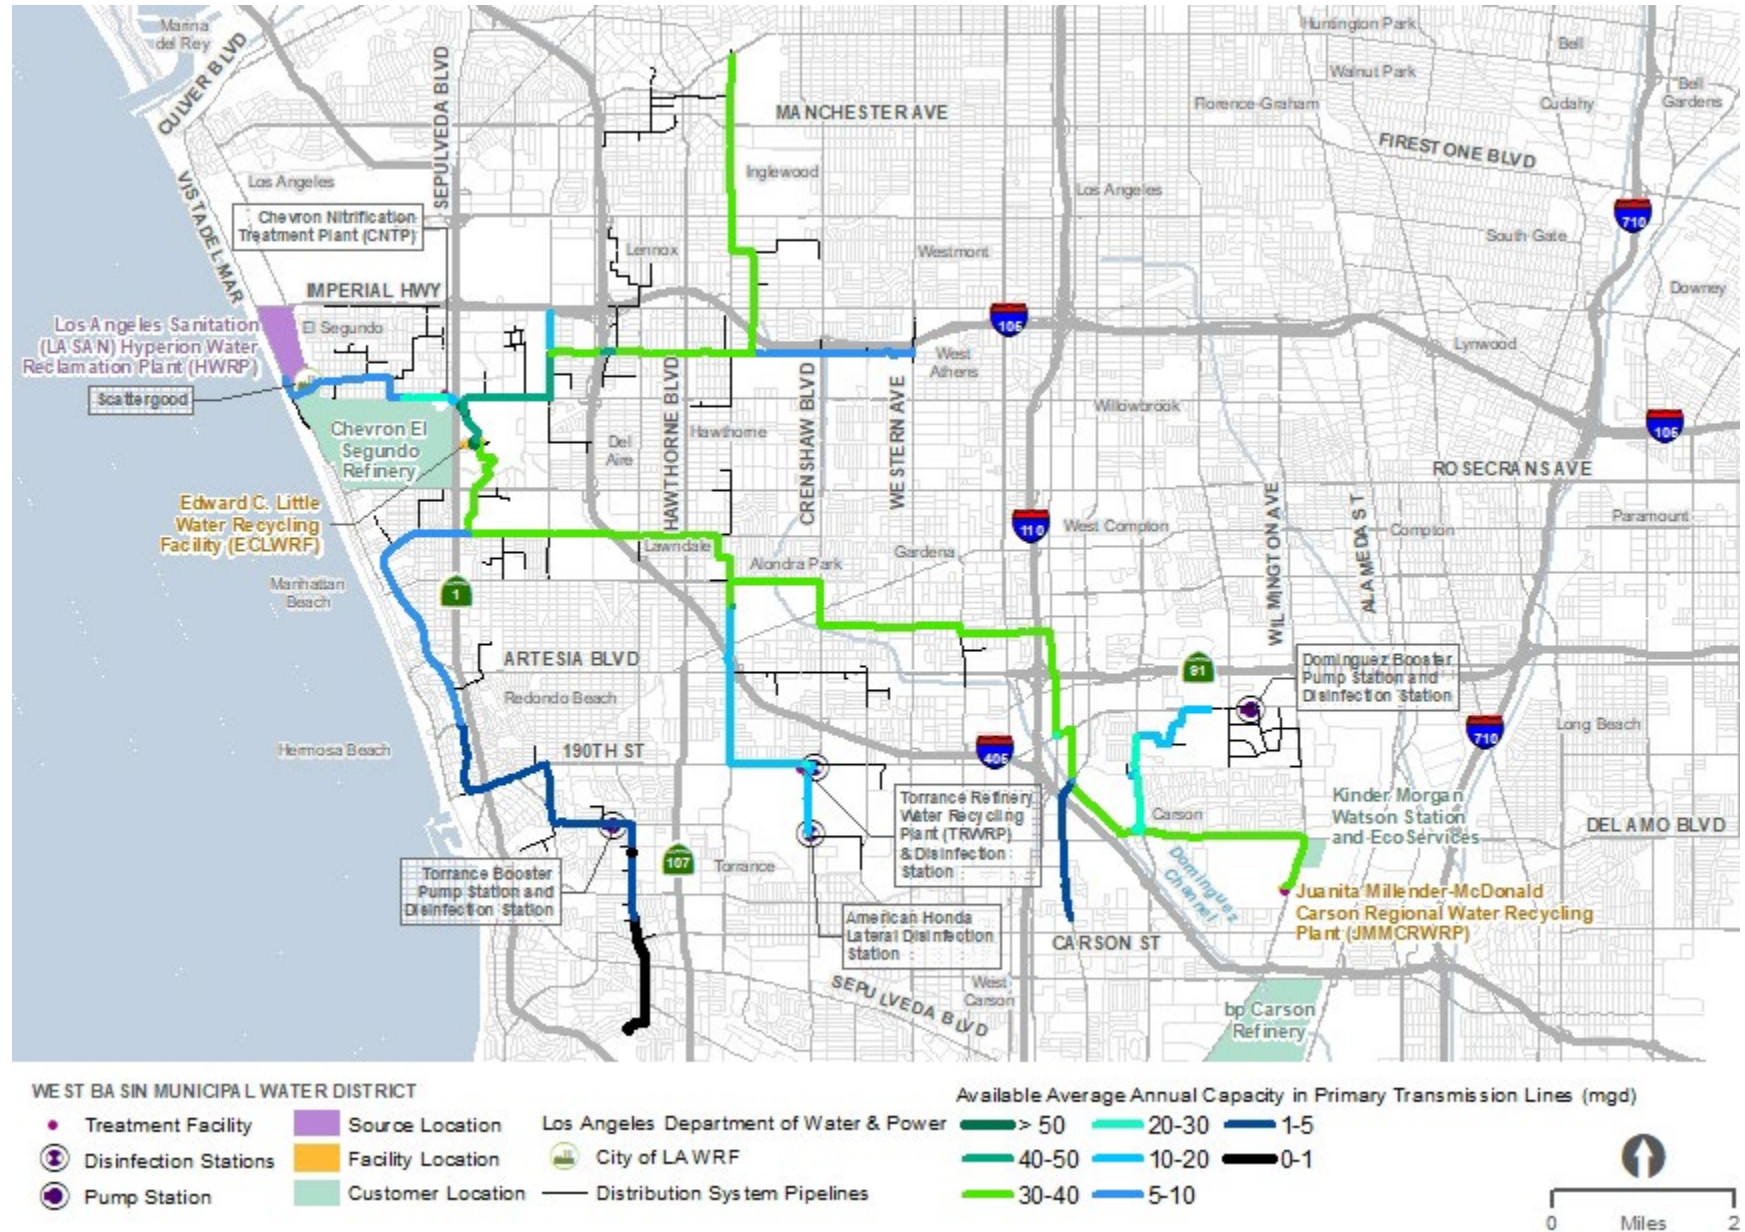 Marina
del Rey
CULVER BLVD
SEPULVEDA BLVD
MANCHESTER AVE
Huntington Park
Bell
Walnut Park
Bell
Gardens
Florence-Graham
Cudahy
FIRESTONE BLVD
Inglewood
Los Angeles
VISTA DEL MAR
Los Angeles
Chevron Nitrification
Treatment Plant (CNTP)
710
South Gate
Lennox
Westmont
Downey
IMPERIAL HWY
El Segundo
105
Los Angeles Sanitation
(LASAN) Hyperion Water
Reclamation Plant (HWRP)
Lynwood
West
Athens
Scattergood
HAWTHORNE BLVD
CRENSHAW BLVD
WESTERN AVE
Willowbrook
105
Chevron El
Segundo
Refinery
Del
Aire
Hawthorne
ROSECRANS AVE
Edward C. Little
Water Recycling
Facility (ECLWRF)
WILMINGTON AVE
ALAMEDA ST
110
West Compton
Compton
Paramount
Lawndale
Alondra Park
Gardena
Manhattan
Beach
1
ARTESIA BLVD
91
Dominguez Booster
Pump Station and
Disinfection Station
Redondo Beach
Hermosa Beach
190TH ST
405
710
Long Beach
Torrance Refinery
Water Recycling
Plant (TRWRP)
& Disinfection
Station
Carson
Kinder Morgan
Watson Station
and EcoServices
DEL AMO BLVD
107
Torrance
Torrance Booster
Pump Station and
Disinfection Station
Dominguez
Channel
Juanita Millender-McDonald
Carson Regional Water Recycling
Plant (JMMCRWRP)
American Honda
Lateral Disinfection
Station
CARSON ST
SEPULVEDA BLVD
West
Carson
bp Carson
Refinery
WEST BASIN MUNICIPAL WATER DISTRICT
Treatment Facility
Disinfection Stations
Pump Station
Source Location
Facility Location
Customer Location
Los Angeles Department of Water & Power
City of LA WRF
Distribution System Pipelines
Available Average Annual Capacity in Primary Transmission Lines (mgd)
> 50
40-50
30-40
20-30
10-20
5-10
1-5
0-1
0
Miles
2